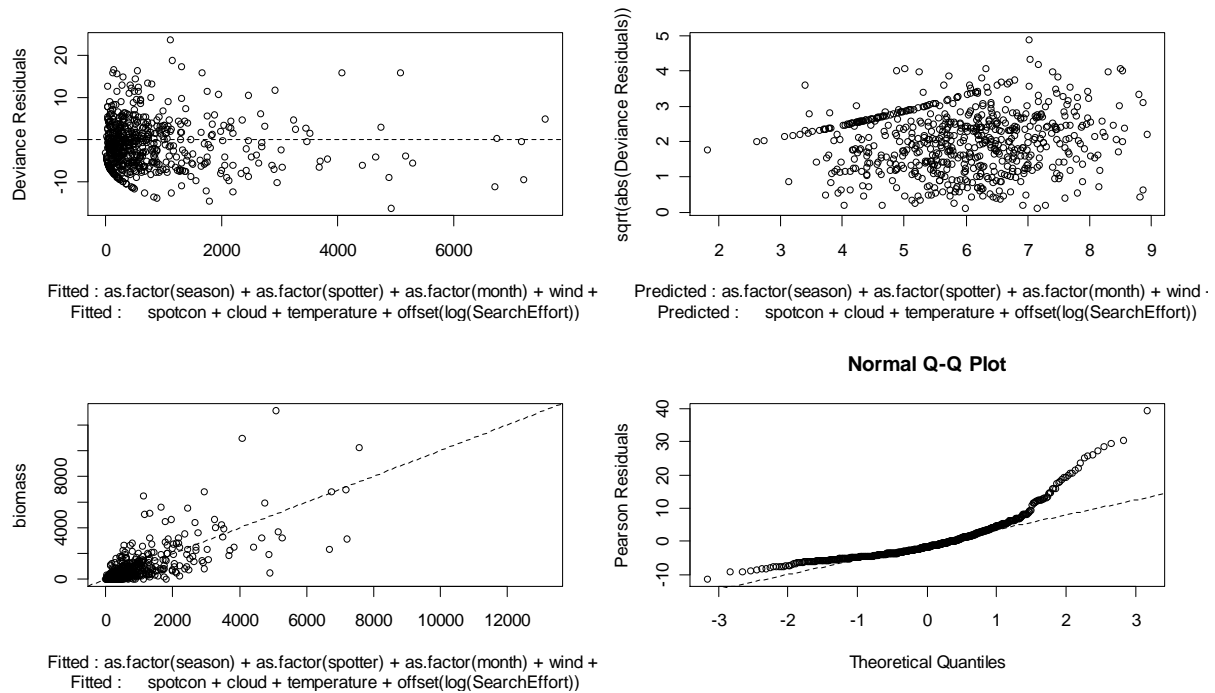 Deviance Residuals
20
10
0
-10
0 2000 4000 6000
Fitted : as.factor(season) + as.factor(spotter) + as.factor(month) + wind +
Fitted : spotcon + cloud + temperature + offset(log(SearchEffort))
sqrt(abs(Deviance Residuals))
5
4
3
2
1
0
2 3 4 5 6 7 8 9
Predicted : as.factor(season) + as.factor(spotter) + as.factor(month) + wind +
Predicted : spotcon + cloud + temperature + offset(log(SearchEffort))
biomass
8000
4000
0
0 2000 4000 6000 8000 10000 12000
Fitted : as.factor(season) + as.factor(spotter) + as.factor(month) + wind +
Fitted : spotcon + cloud + temperature + offset(log(SearchEffort))
Normal Q-Q Plot
Pearson Residuals
40
30
20
10
0
-10
-3 -2 -1 0 1 2 3
Theoretical Quantiles